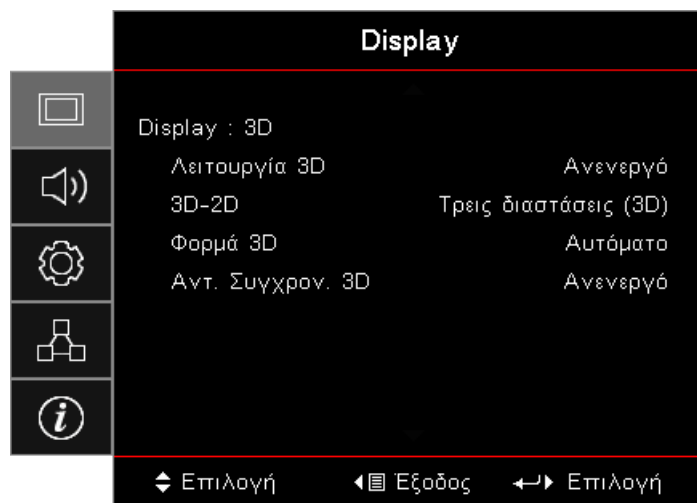 Display
Display : 3D
Λειτουργία 3D Ανενεργό
3D-2D Τρεις διαστάσεις (3D)
Φορμά 3D Αυτόματο
Αντ. Συγχρον. 3D Ανενεργό
Επιλογή Έξοδος Επιλογή